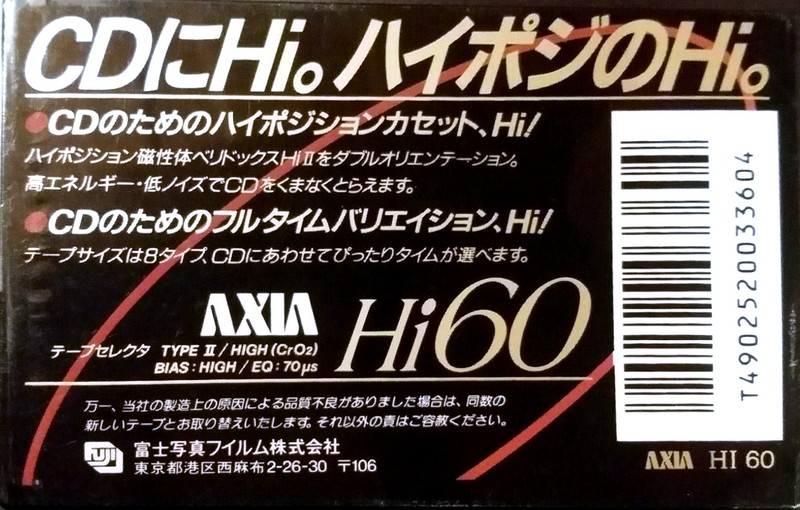 CDにHi。ハイポジのHi。
●CDのためのハイポジションカセット、Hi!
ハイポジション磁性体ベリドックスHiⅡをダブルオリエンテーション。
高エネルギー・低ノイズでCDをくまなくとらえます。
●CDのためのフルタイムバリエイション、Hi!
テープサイズは8タイプ、CDにあわせてぴったりタイムが選べます。
AXIA Hi60
テープセレクタ TYPE Ⅱ/HIGH (CrO₂)
BIAS:HIGH/EQ:70μs
万一、当社の製造上の原因による品質不良がありました場合は、同数の
新しいテープとお取り替えいたします。それ以外の責はご容赦ください。
FUJI 富士写真フイルム株式会社
東京都港区西麻布2-26-30 〒106
T4902520033604
AXIA HI 60